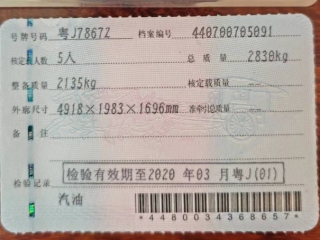 号牌号码 粤J78672 档案编号 440700705091
核定载人数 5人 总质量 2830kg
整备质量 2135kg 核定载质量 --
外廓尺寸 4918×1983×1696mm 准牵引总质量 --
备注
检验有效期至2020年03月粤J(01)
检验记录
汽油
*44800034368657*